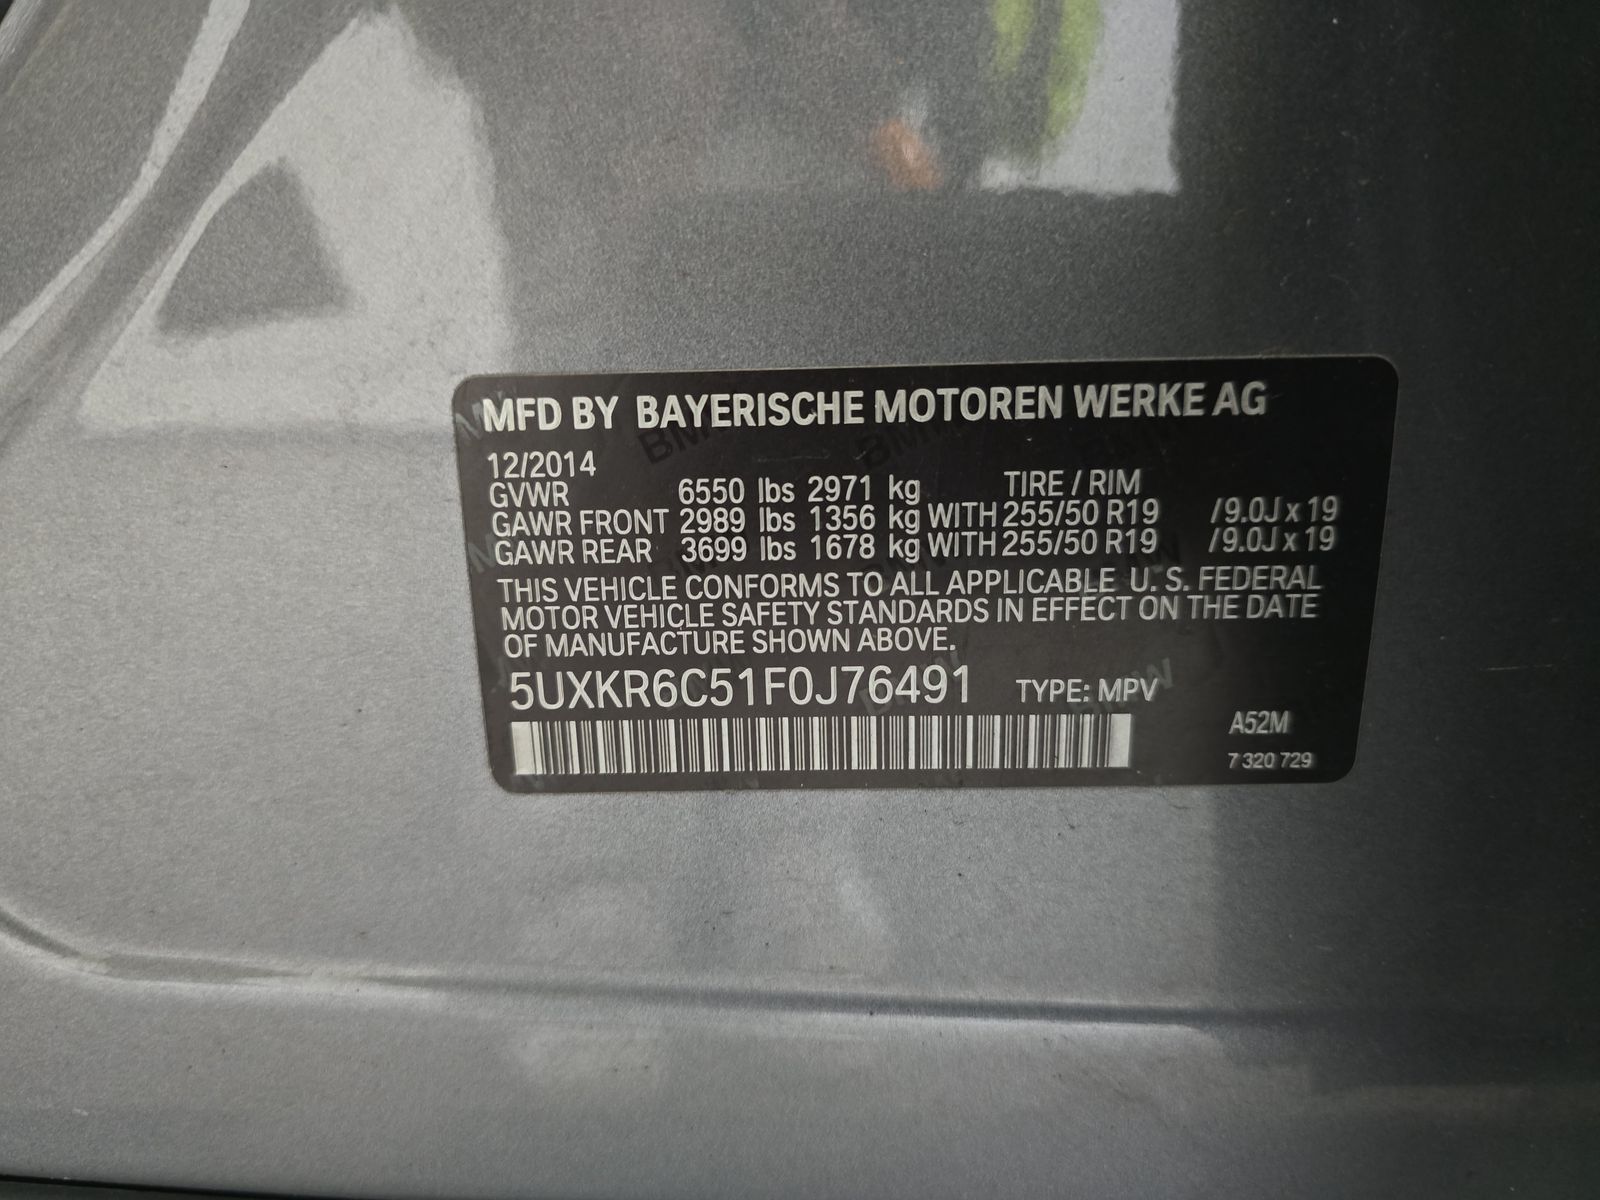 MFD BY BAYERISCHE MOTOREN WERKE AG
12/2014
GVWR 6550 lbs 2971 kg TIRE / RIM
GAWR FRONT 2989 lbs 1356 kg WITH 255/50 R19 / 9.0J x 19
GAWR REAR 3699 lbs 1678 kg WITH 255/50 R19 / 9.0J x 19
THIS VEHICLE CONFORMS TO ALL APPLICABLE U. S. FEDERAL
MOTOR VEHICLE SAFETY STANDARDS IN EFFECT ON THE DATE
OF MANUFACTURE SHOWN ABOVE.
5UXKR6C51F0J76491 TYPE: MPV
A52M
7 320 729